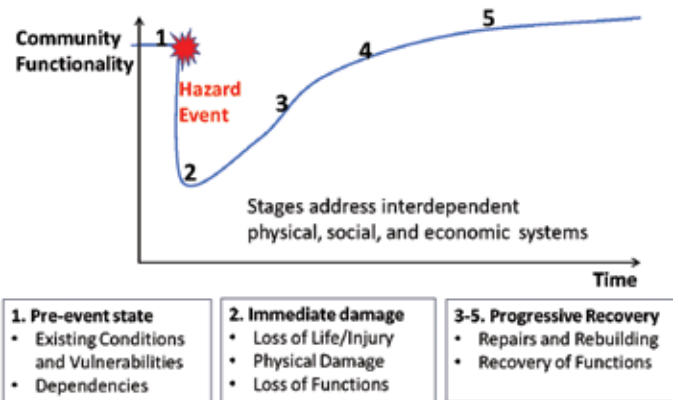 Community
Functionality
1
Hazard
Event
2
3
4
5
Stages address interdependent
physical, social, and economic systems
Time
1. Pre-event state
• Existing Conditions
and Vulnerabilities
• Dependencies
2. Immediate damage
• Loss of Life/Injury
• Physical Damage
• Loss of Functions
3-5. Progressive Recovery
• Repairs and Rebuilding
• Recovery of Functions